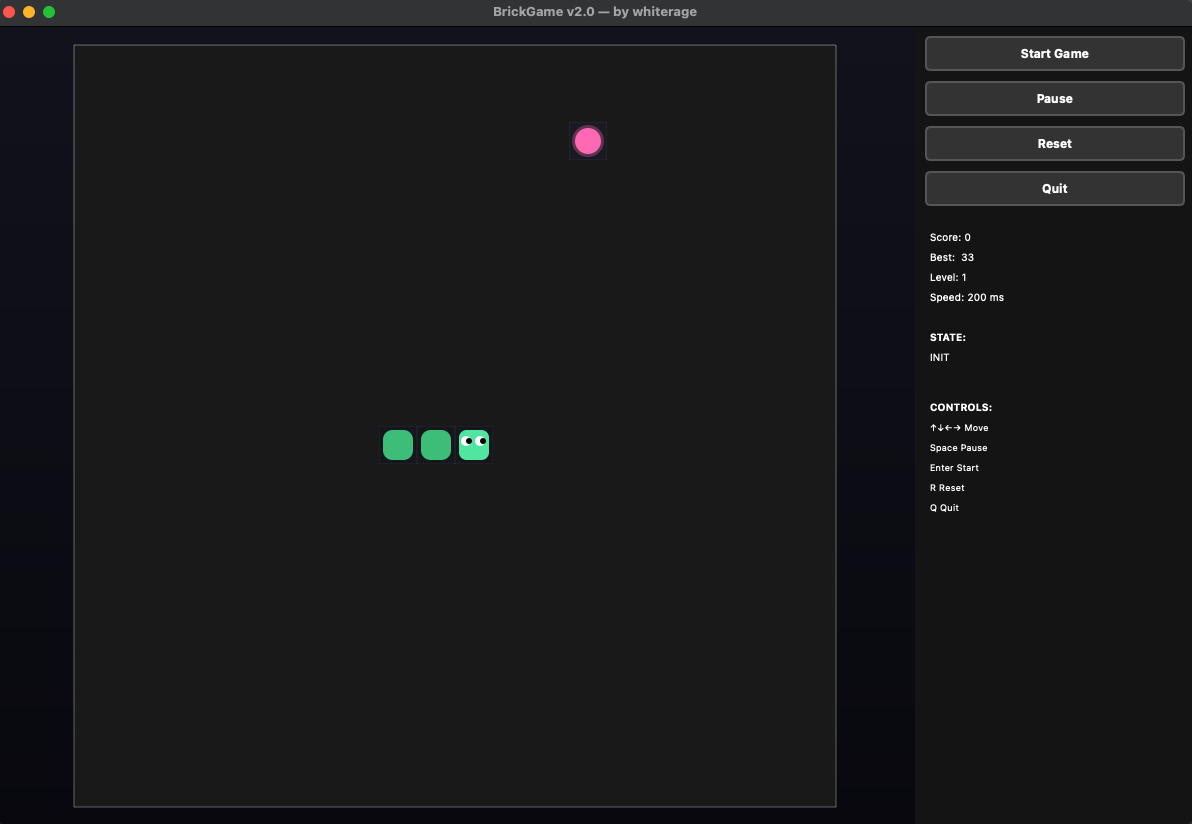 BrickGame v2.0 — by whiterage
Start Game
Pause
Reset
Quit
Score: 0
Best:  33
Level: 1
Speed: 200 ms
STATE:
INIT
CONTROLS:
↑↓←→ Move
Space Pause
Enter Start
R Reset
Q Quit